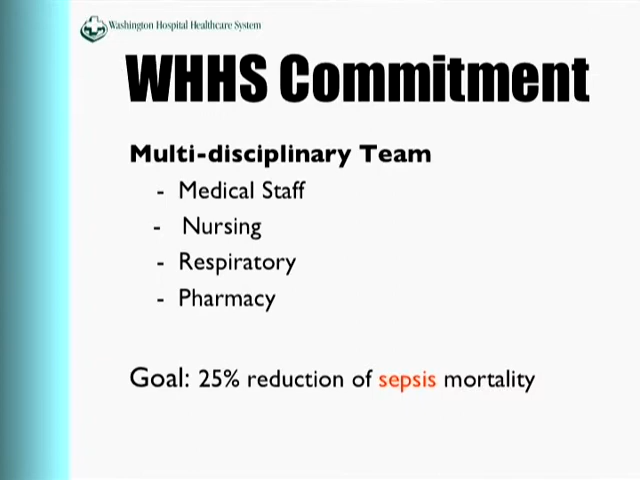 Washington Hospital Healthcare System
WHHS Commitment
Multi-disciplinary Team
- Medical Staff
- Nursing
- Respiratory
- Pharmacy
Goal: 25% reduction of sepsis mortality